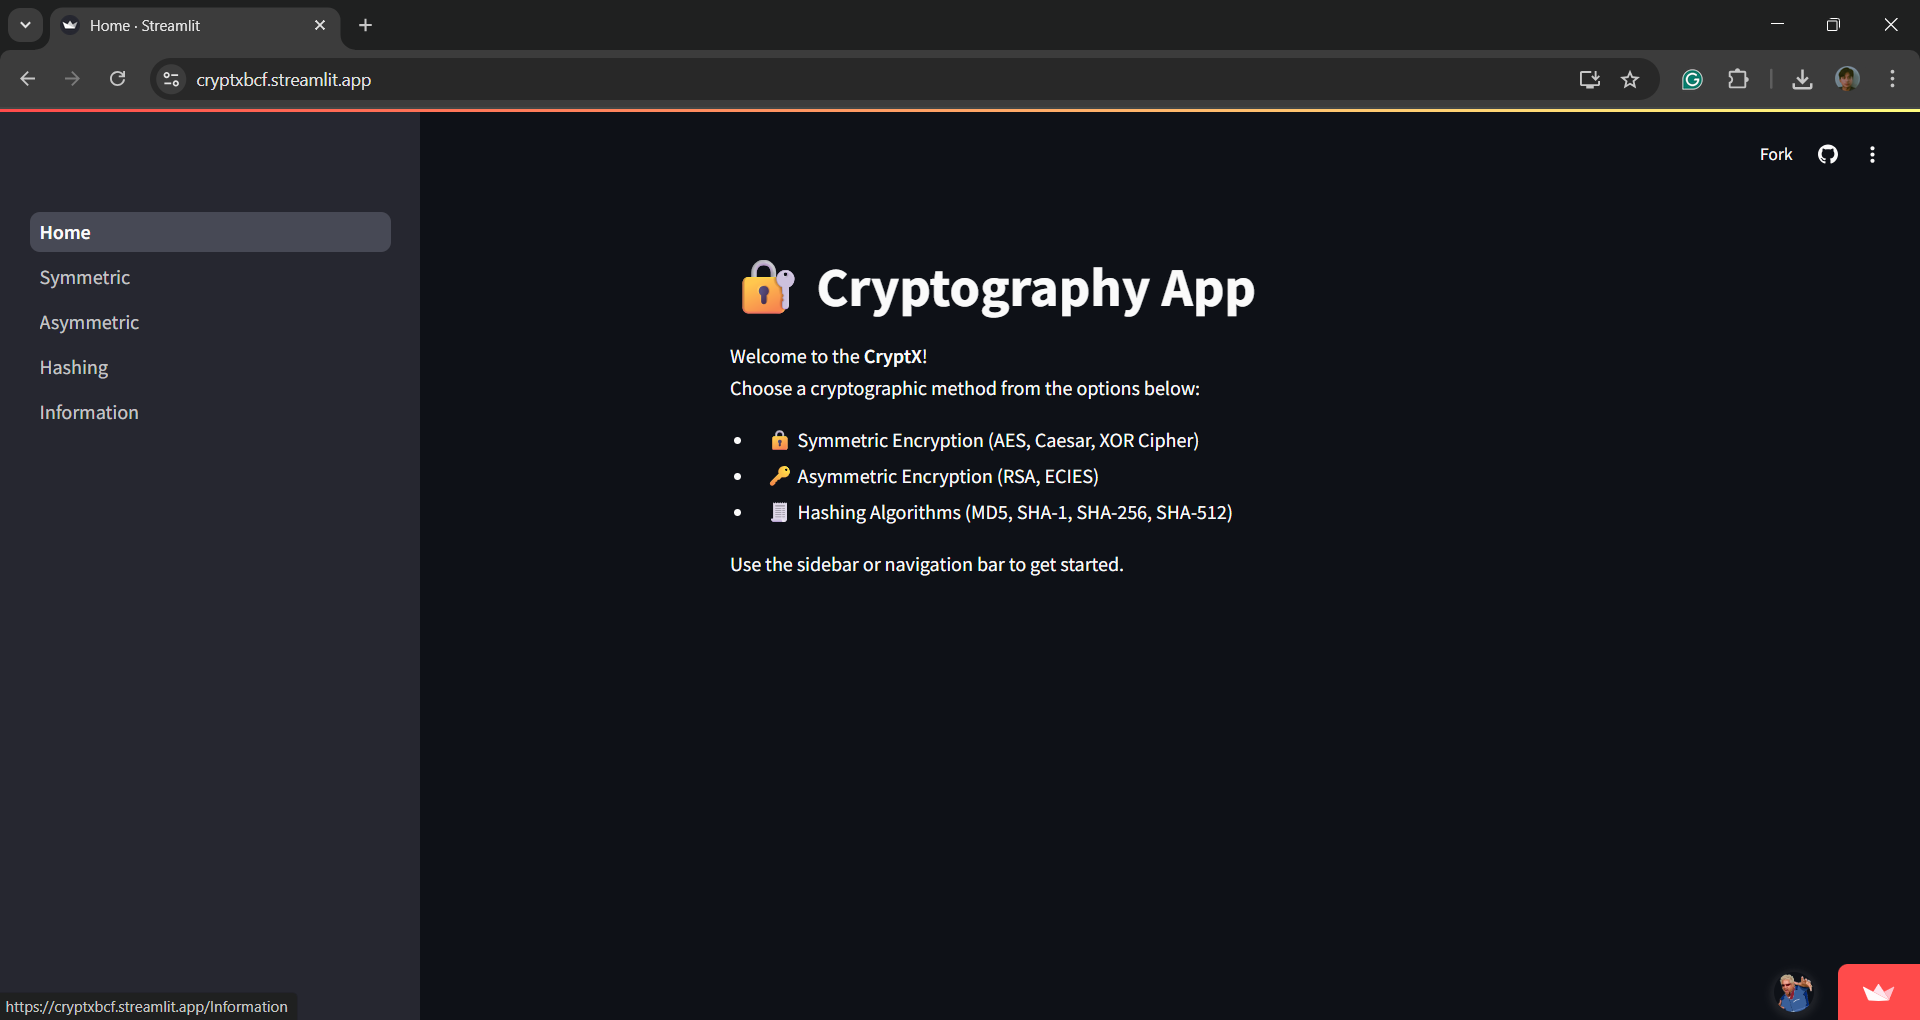 Home · Streamlit
cryptxbcf.streamlit.app
Fork
Home
Symmetric
Asymmetric
Hashing
Information
Cryptography App
Welcome to the CryptX!
Choose a cryptographic method from the options below:
• Symmetric Encryption (AES, Caesar, XOR Cipher)
• Asymmetric Encryption (RSA, ECIES)
• Hashing Algorithms (MD5, SHA-1, SHA-256, SHA-512)
Use the sidebar or navigation bar to get started.
https://cryptxbcf.streamlit.app/Information